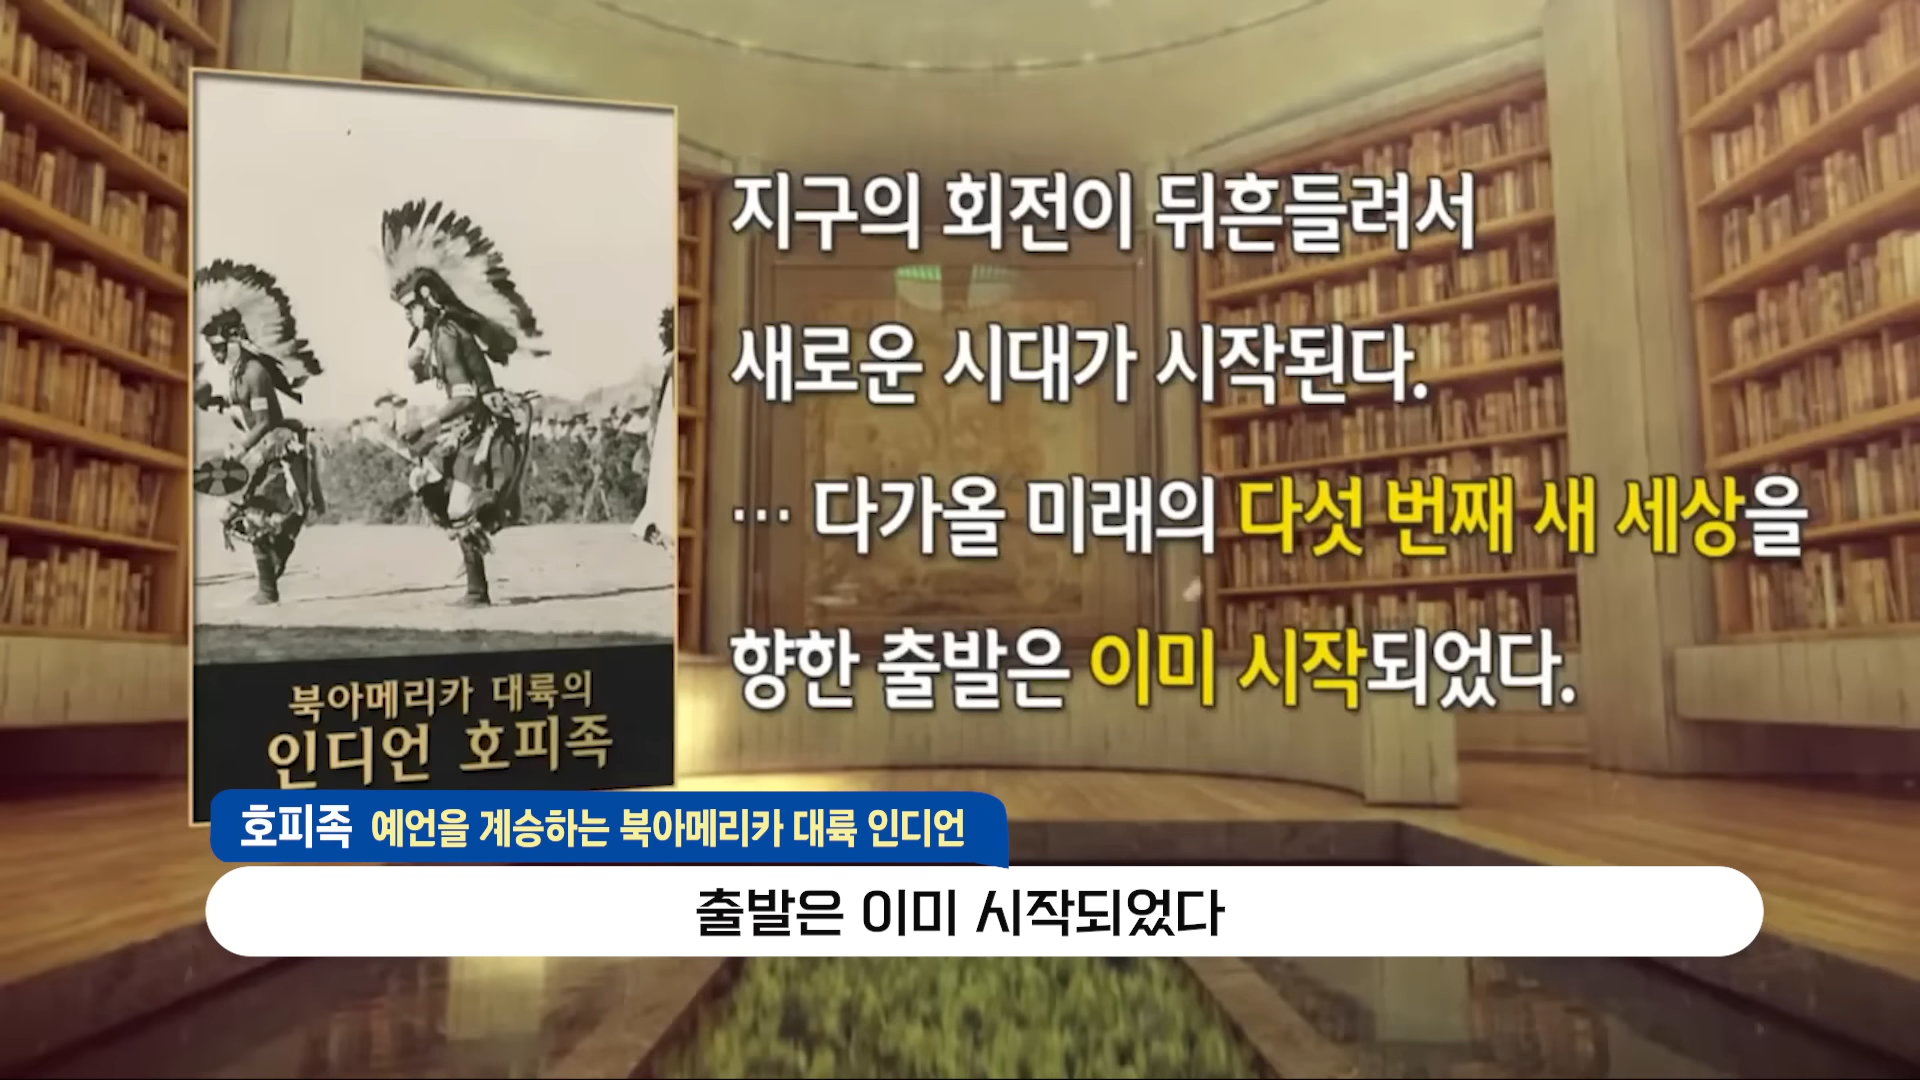 지구의 회전이 뒤흔들려서
새로운 시대가 시작된다.
… 다가올 미래의 다섯 번째 새 세상을
향한 출발은 이미 시작되었다.
북아메리카 대륙의
인디언 호피족
호피족 예언을 계승하는 북아메리카 대륙 인디언
출발은 이미 시작되었다